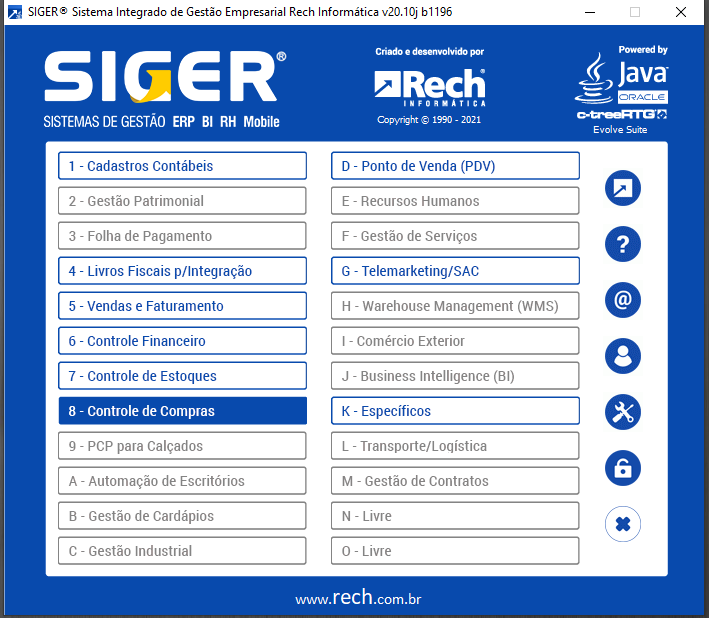 SIGER® Sistema Integrado de Gestão Empresarial Rech Informática v20.10j b1196
SIGER®
SISTEMAS DE GESTÃO ERP BI RH Mobile
Criado e desenvolvido por
Rech®
INFORMÁTICA
Copyright © 1990 - 2021
Powered by
Java™
ORACLE
c-treeRTG
Evolve Suite
1 - Cadastros Contábeis
2 - Gestão Patrimonial
3 - Folha de Pagamento
4 - Livros Fiscais p/Integração
5 - Vendas e Faturamento
6 - Controle Financeiro
7 - Controle de Estoques
8 - Controle de Compras
9 - PCP para Calçados
A - Automação de Escritórios
B - Gestão de Cardápios
C - Gestão Industrial
D - Ponto de Venda (PDV)
E - Recursos Humanos
F - Gestão de Serviços
G - Telemarketing/SAC
H - Warehouse Management (WMS)
I - Comércio Exterior
J - Business Intelligence (BI)
K - Específicos
L - Transporte/Logística
M - Gestão de Contratos
N - Livre
O - Livre
?
@
www.rech.com.br